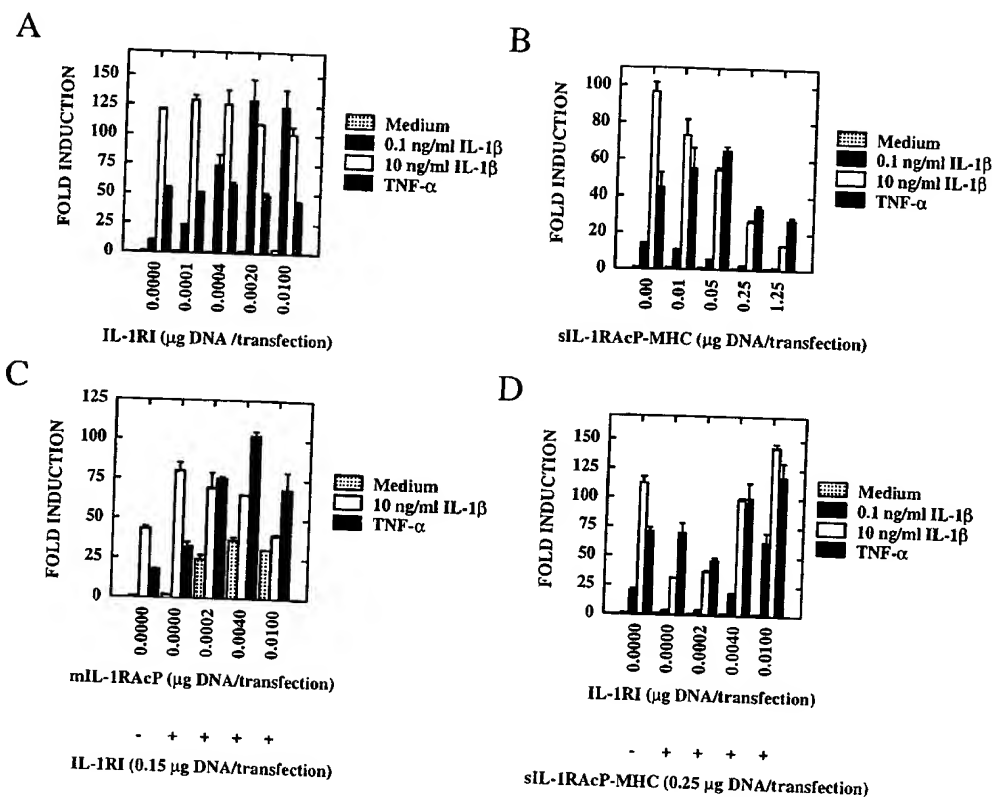 A
FOLD INDUCTION
150
125
100
75
50
25
0
0.0000
0.0001
0.0004
0.0020
0.0100
IL-1RI (µg DNA /transfection)
Medium
0.1 ng/ml IL-1β
10 ng/ml IL-1β
TNF-α
B
FOLD INDUCTION
100
80
60
40
20
0
0.00
0.01
0.05
0.25
1.25
sIL-1RAcP-MHC (µg DNA/transfection)
Medium
0.1 ng/ml IL-1β
10 ng/ml IL-1β
TNF-α
C
FOLD INDUCTION
125
100
75
50
25
0
0.0000
0.0000
0.0002
0.0040
0.0100
mIL-1RAcP (µg DNA/transfection)
- + + + +
IL-1RI (0.15 µg DNA/transfection)
Medium
10 ng/ml IL-1β
TNF-α
D
FOLD INDUCTION
150
125
100
75
50
25
0
0.0000
0.0000
0.0002
0.0040
0.0100
IL-1RI (µg DNA/transfection)
- + + + +
sIL-1RAcP-MHC (0.25 µg DNA/transfection)
Medium
0.1 ng/ml IL-1β
10 ng/ml IL-1β
TNF-α